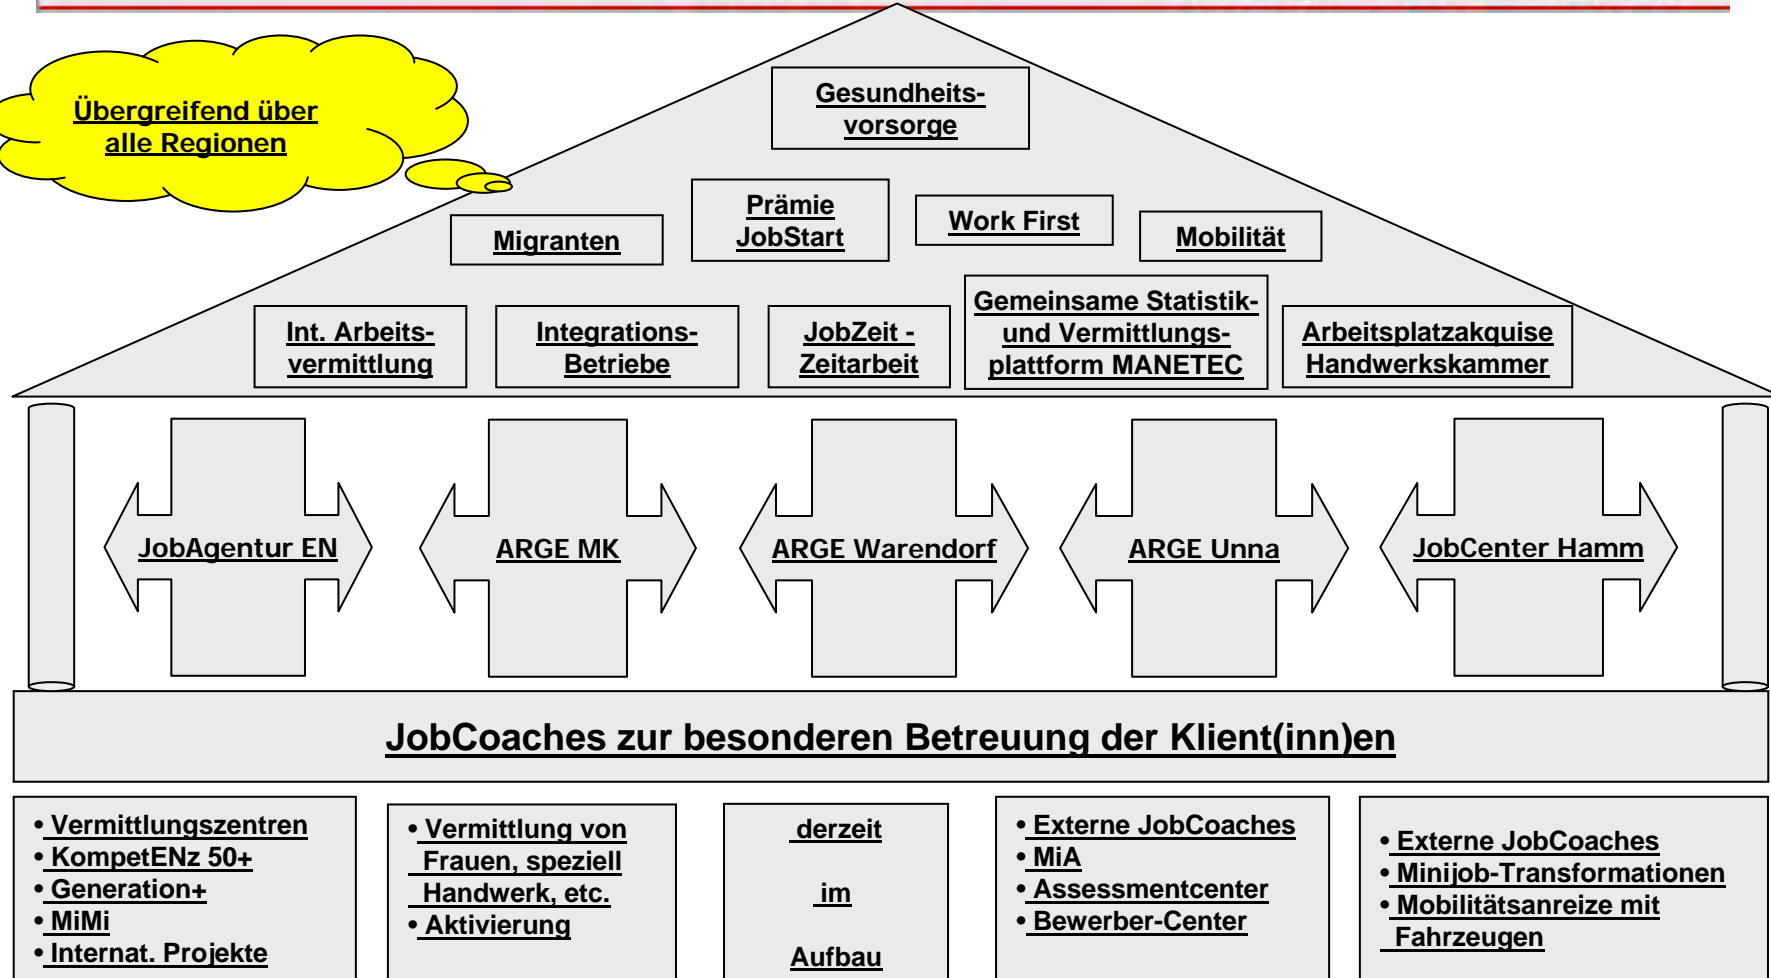 Übergreifend über
alle Regionen
Gesundheits-
vorsorge
Migranten
Prämie
JobStart
Work First
Mobilität
Int. Arbeits-
vermittlung
Integrations-
Betriebe
JobZeit -
Zeitarbeit
Gemeinsame Statistik-
und Vermittlungs-
plattform MANETEC
Arbeitsplatzakquise
Handwerkskammer
JobAgentur EN
ARGE MK
ARGE Warendorf
ARGE Unna
JobCenter Hamm
JobCoaches zur besonderen Betreuung der Klient(inn)en
• Vermittlungszentren
• KompetENz 50+
• Generation+
• MiMi
• Internat. Projekte
• Vermittlung von
Frauen, speziell
Handwerk, etc.
• Aktivierung
derzeit
im
Aufbau
• Externe JobCoaches
• MiA
• Assessmentcenter
• Bewerber-Center
• Externe JobCoaches
• Minijob-Transformationen
• Mobilitätsanreize mit
Fahrzeugen